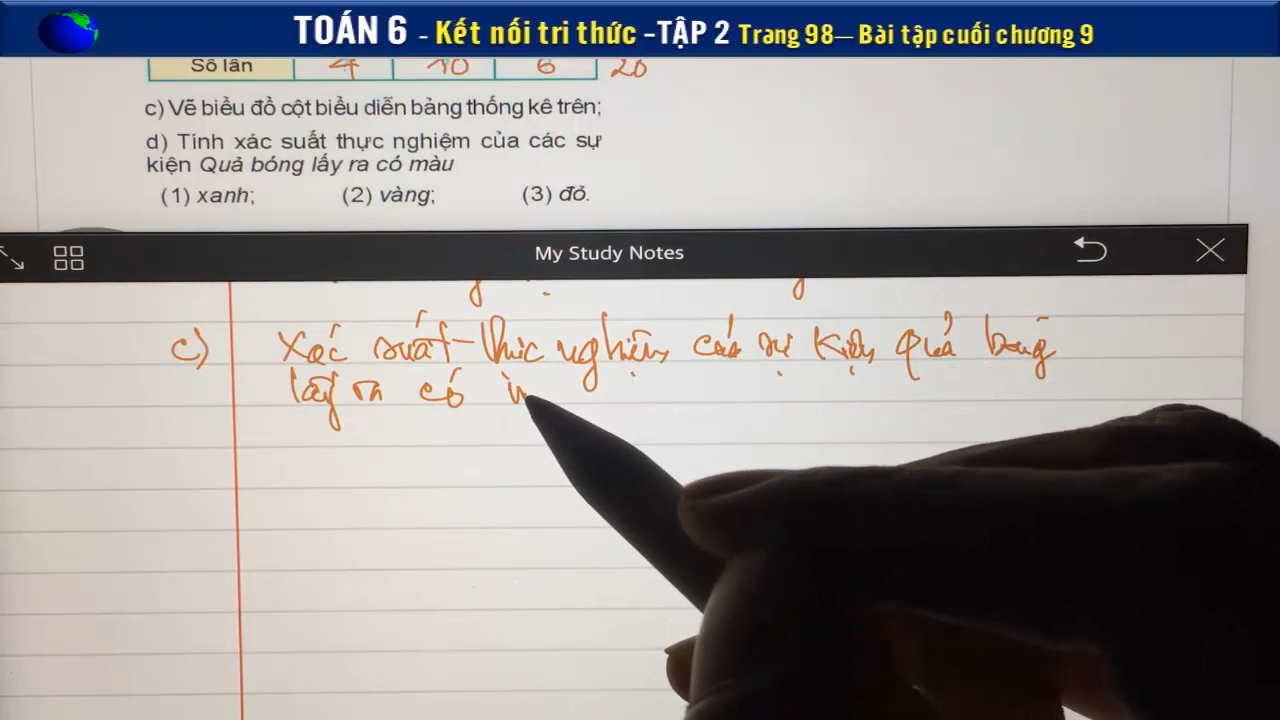 TOÁN 6 - Kết nối tri thức -TẬP 2 Trang 98— Bài tập cuối chương 9
Số lần 4 10 6 20
c) Vẽ biểu đồ cột biểu diễn bảng thống kê trên;
d) Tính xác suất thực nghiệm của các sự
kiện Quả bóng lấy ra có màu
(1) xanh; (2) vàng; (3) đỏ.
My Study Notes
c) Xác suất thực nghiệm của sự kiện quả bóng
lấy ra có